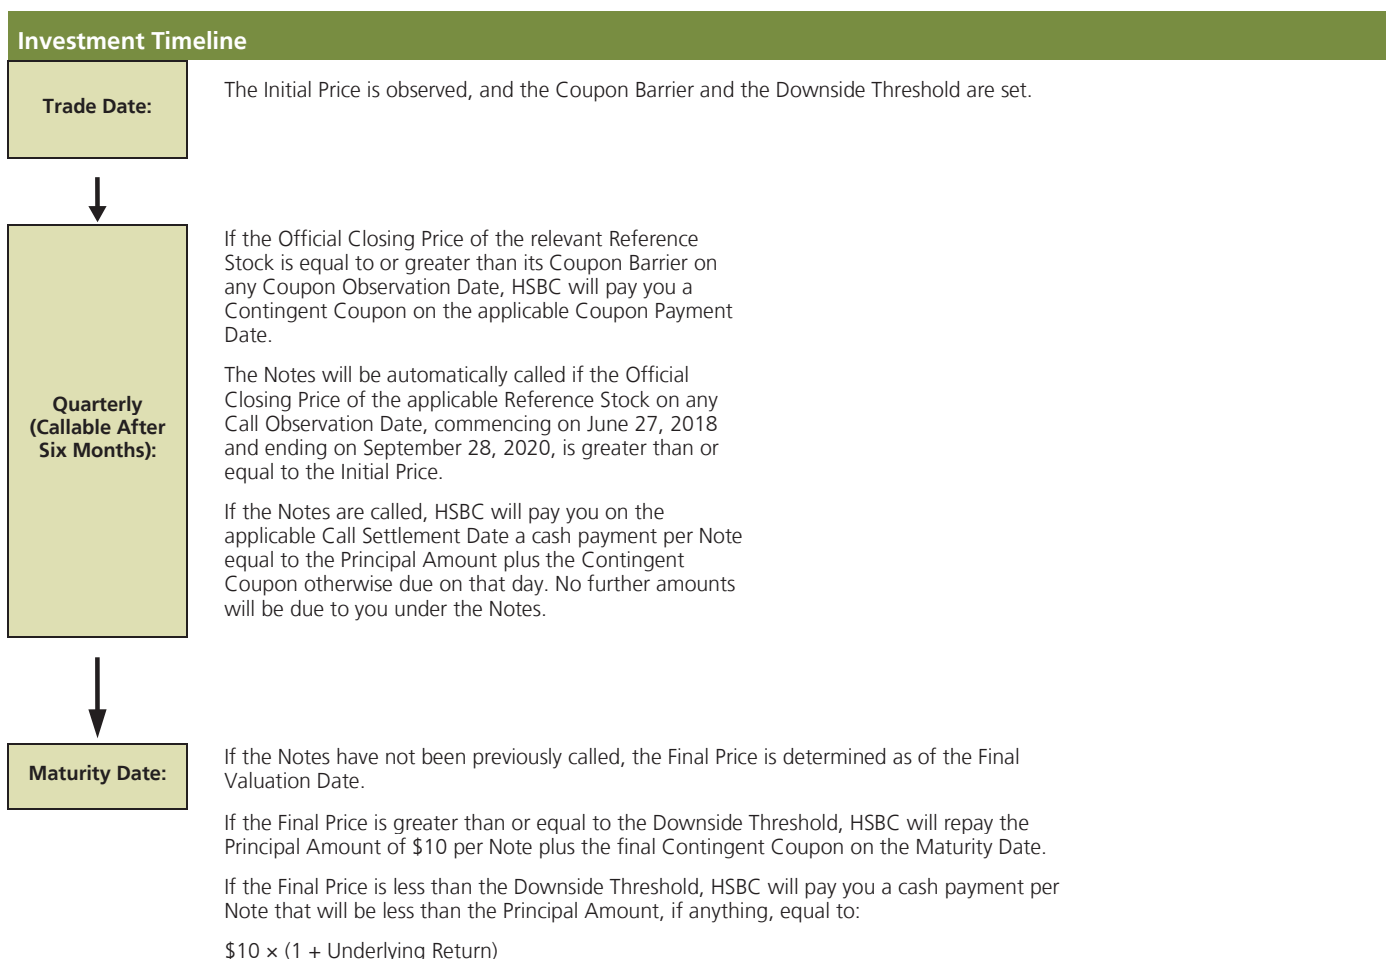 Investment Timeline
Trade Date:
The Initial Price is observed, and the Coupon Barrier and the Downside Threshold are set.
Quarterly
(Callable After
Six Months):
If the Official Closing Price of the relevant Reference
Stock is equal to or greater than its Coupon Barrier on
any Coupon Observation Date, HSBC will pay you a
Contingent Coupon on the applicable Coupon Payment
Date.
The Notes will be automatically called if the Official
Closing Price of the applicable Reference Stock on any
Call Observation Date, commencing on June 27, 2018
and ending on September 28, 2020, is greater than or
equal to the Initial Price.
If the Notes are called, HSBC will pay you on the
applicable Call Settlement Date a cash payment per Note
equal to the Principal Amount plus the Contingent
Coupon otherwise due on that day. No further amounts
will be due to you under the Notes.
Maturity Date:
If the Notes have not been previously called, the Final Price is determined as of the Final
Valuation Date.
If the Final Price is greater than or equal to the Downside Threshold, HSBC will repay the
Principal Amount of $10 per Note plus the final Contingent Coupon on the Maturity Date.
If the Final Price is less than the Downside Threshold, HSBC will pay you a cash payment per
Note that will be less than the Principal Amount, if anything, equal to:
$10 × (1 + Underlying Return)